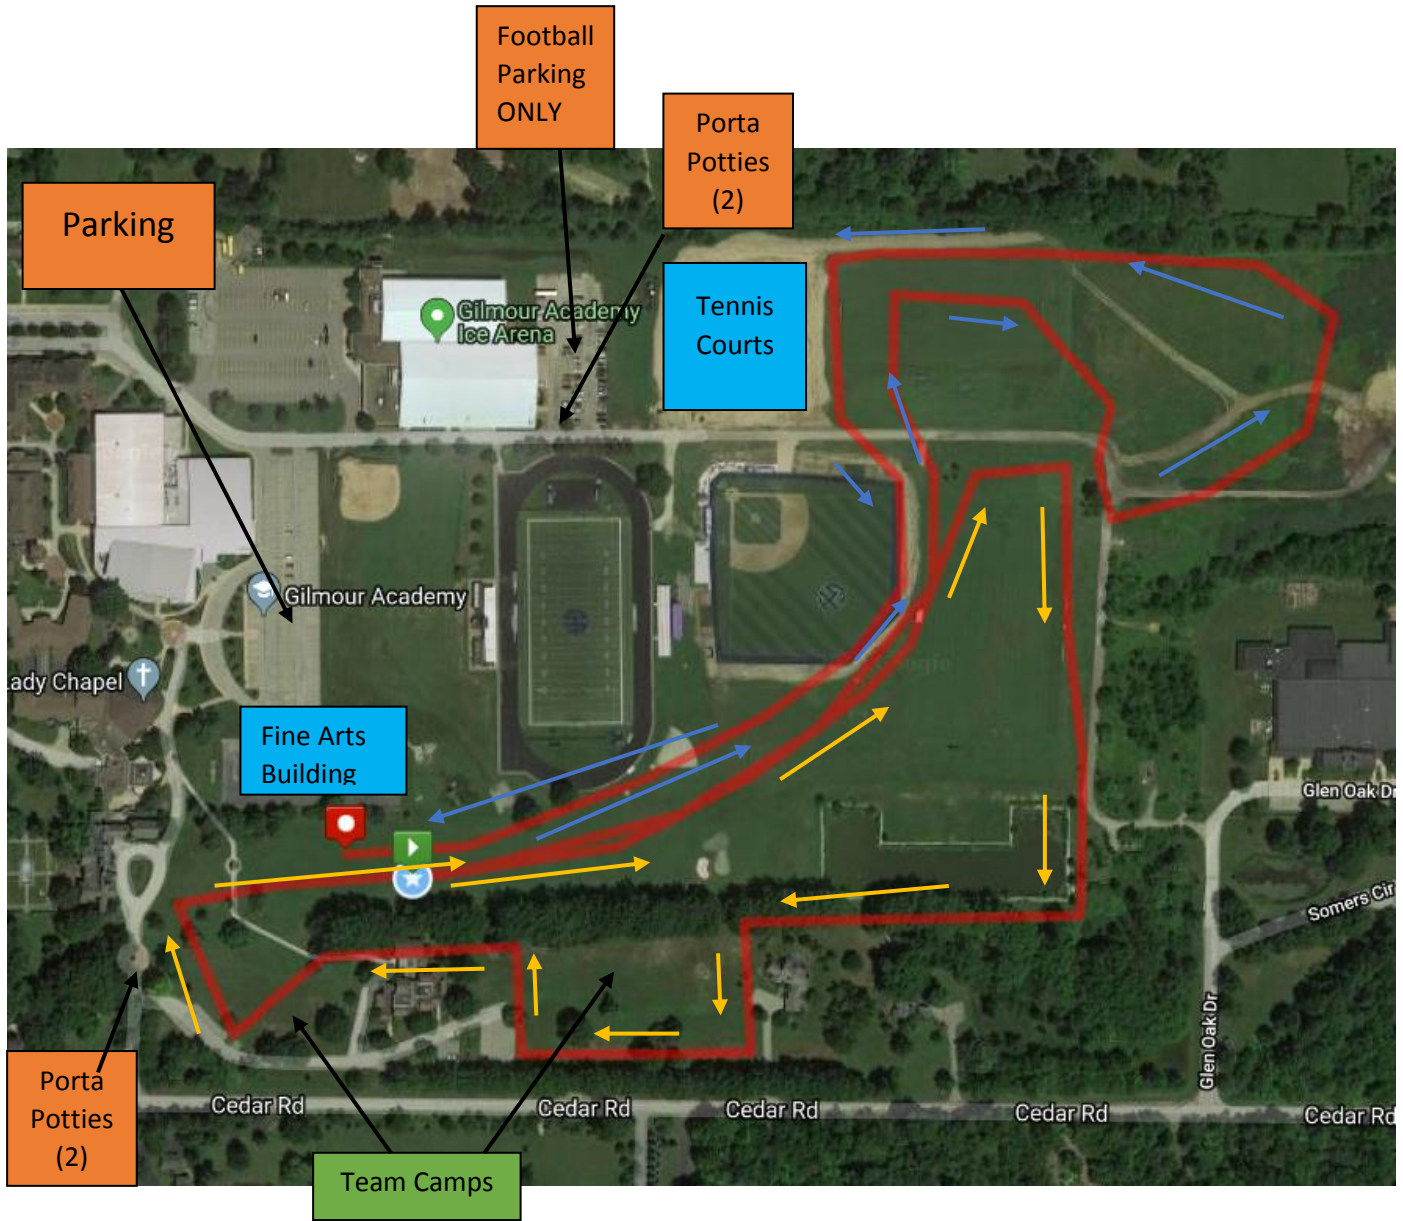 Football
Parking
ONLY
Porta
Potties
(2)
Parking
Tennis
Courts
Gilmour Academy
Ice Arena
Gilmour Academy
ady Chapel
Fine Arts
Building
Glen Oak Dr
Somers Cir
Glen Oak Dr
Porta
Potties
(2)
Cedar Rd
Cedar Rd
Cedar Rd
Cedar Rd
Cedar Rd
Team Camps